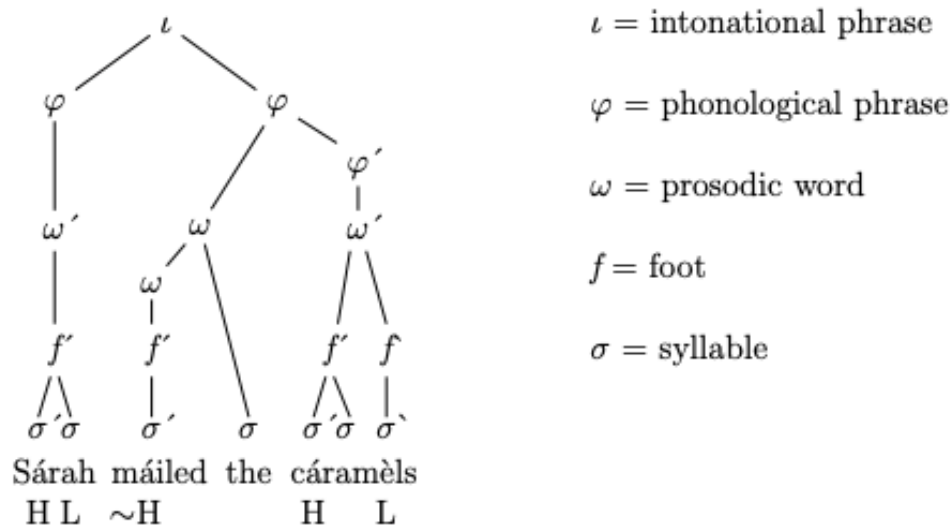 ι
ι = intonational phrase
φ φ
φ = phonological phrase
φ´
ω´ ω ω´
ω = prosodic word
ω
f = foot
f´ f´ f´ f`
σ´ σ σ´ σ σ´ σ σ`
σ = syllable
Sárah máiled the cáramèls
H L ~H H L